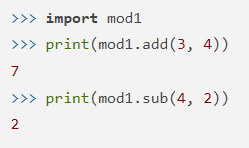 >>> import mod1
>>> print(mod1.add(3, 4))
7
>>> print(mod1.sub(4, 2))
2